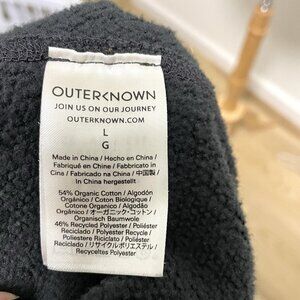 OUTERKNOWN
JOIN US ON OUR JOURNEY
OUTERKNOWN.COM
L
G
Made in China / Hecho en China /
Fabriqué en Chine / Fabbricato in
Cina / Fabricado na China / 中国製 /
In China hergestellt
54% Organic Cotton / Algodón
Orgánico / Coton Biologique /
Cotone Organico / Algodão
Orgânico / オーガニック・コットン /
Organisch Baumwolle
46% Recycled Polyester / Poliéster
Reciclado / Polyester Recyclé /
Poliestere Riciclato / Poliéster
Reciclado / リサイクルポリエステル /
Recyceltes Polyester